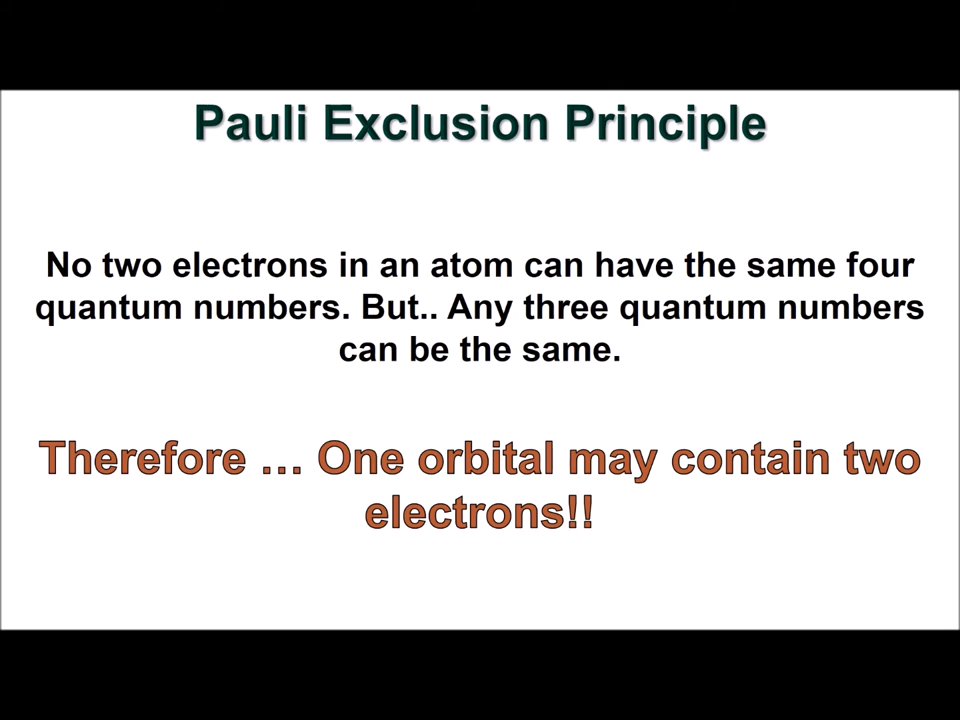 Pauli Exclusion Principle
No two electrons in an atom can have the same four
quantum numbers. But.. Any three quantum numbers
can be the same.
Therefore … One orbital may contain two
electrons!!